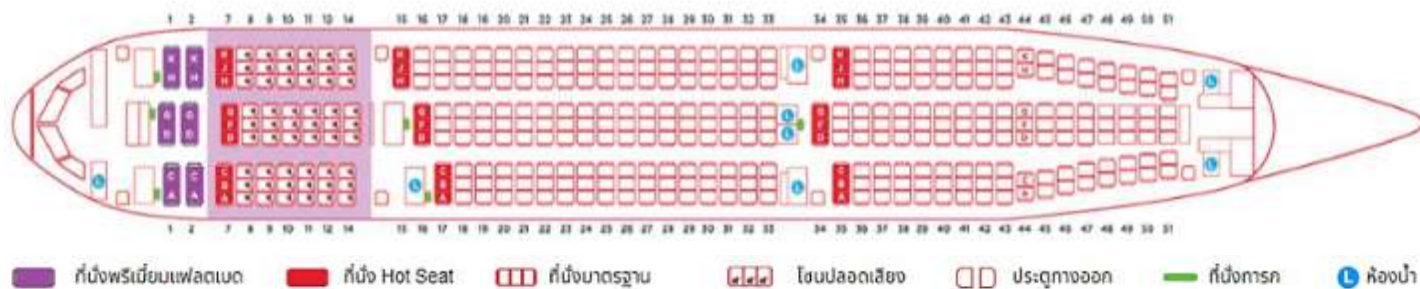 1 2 7 8 9 10 11 12 14 15 16 17 18 19 20 21 22 23 24 25 26 27 28 29 30 31 32 33 34 35 36 37 38 39 40 41 42 43 44 45 46 47 48 49 50 51
K K K K K K
H H J J J H
H H H
L L
G G G G G G
F F F
D D D D D D
L
L
C C C C C C
B B B
A A A A A A
L L L L
1 2 7 8 9 10 11 12 14 15 16 17 18 19 20 21 22 23 24 25 26 27 28 29 30 31 32 33 34 35 36 37 38 39 40 41 42 43 44 45 46 47 48 49 50 51
ที่นั่งพรีเมี่ยมแฟลตเบด ที่นั่ง Hot Seat ที่นั่งมาตรฐาน โซนปลอดเสียง ประตูทางออก ที่นั่งทารก L ห้องน้ำ